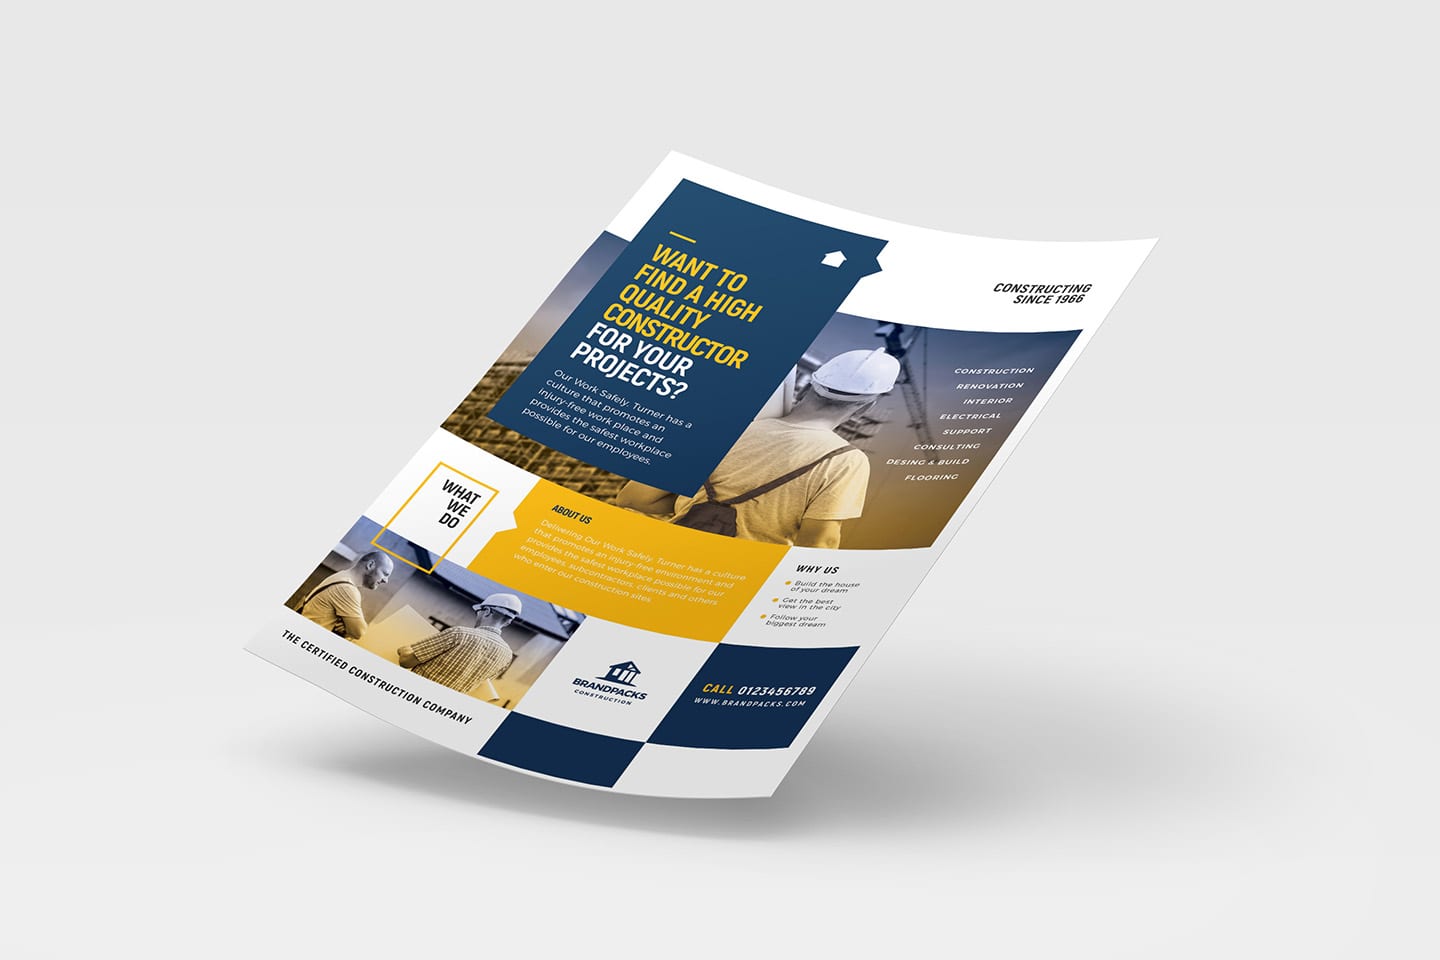 WANT TO
FIND A HIGH
QUALITY
CONSTRUCTOR
FOR YOUR
PROJECTS?
Our Work Safely. Turner has a
culture that promotes an
injury-free work place and
provides the safest workplace
possible for our employees.
CONSTRUCTING
SINCE 1966
CONSTRUCTION
RENOVATION
INTERIOR
ELECTRICAL
SUPPORT
CONSULTING
DESING & BUILD
FLOORING
WHAT
WE
DO
ABOUT US
Delivering Our Work Safely. Turner has a culture
that promotes an injury-free environment and
provides the safest workplace possible for our
employees, subcontractors, clients and others
who enter our construction sites
WHY US
Build the house
of your dream
Get the best
view in the city
Follow your
biggest dream
THE CERTIFIED CONSTRUCTION COMPANY
BRANDPACKS
CONSTRUCTION
CALL 0123456789
WWW.BRANDPACKS.COM